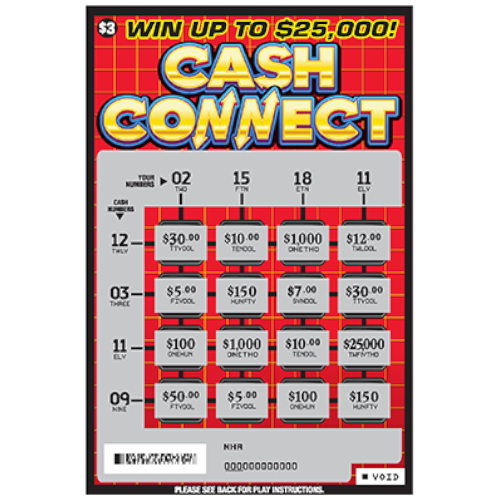 $3 WIN UP TO $25,000!
CASH
CONNECT
YOUR NUMBERS 02 15 18 11
TWO FTN ETN ELV
CASH NUMBERS
12 $30.00 $10.00 $1,000 $12.00
TWLV TTYDOL TENDOL ONETHO TWLDOL
03 $5.00 $150 $7.00 $30.00
THREE FIVDOL HUNFTY SVNDOL TTYDOL
11 $100 $1,000 $10.00 $25,000
ELV ONEHUN ONETHO TENDOL TWFIVTHO
09 $50.00 $5.00 $100 $150
NINE FTYDOL FIVDOL ONEHUN HUNFTY
NHR
000000000000
VOID
PLEASE SEE BACK FOR PLAY INSTRUCTIONS.